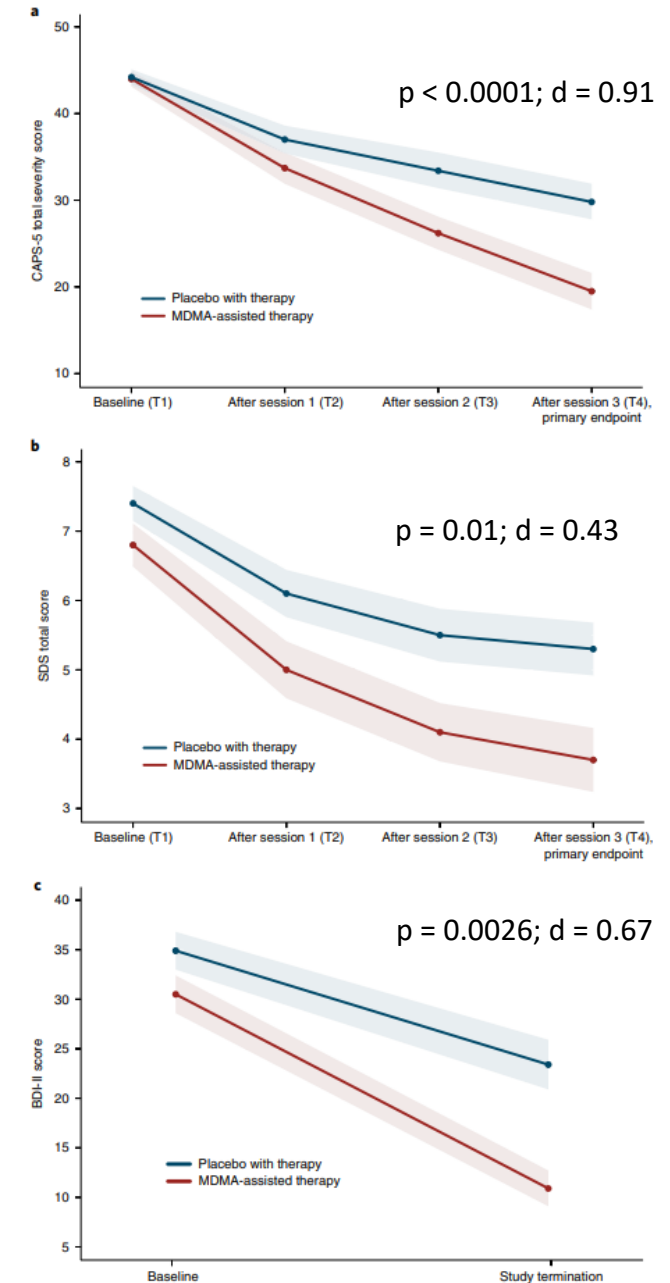 a
50
p < 0.0001; d = 0.91
40
30
20
10
CAPS-5 total severity score
Placebo with therapy
MDMA-assisted therapy
Baseline (T1)
After session 1 (T2)
After session 2 (T3)
After session 3 (T4),
primary endpoint
b
8
7
p = 0.01; d = 0.43
6
5
4
3
SDS total score
Placebo with therapy
MDMA-assisted therapy
Baseline (T1)
After session 1 (T2)
After session 2 (T3)
After session 3 (T4),
primary endpoint
c
40
p = 0.0026; d = 0.67
35
30
25
20
15
10
5
BDI-II score
Placebo with therapy
MDMA-assisted therapy
Baseline
Study termination